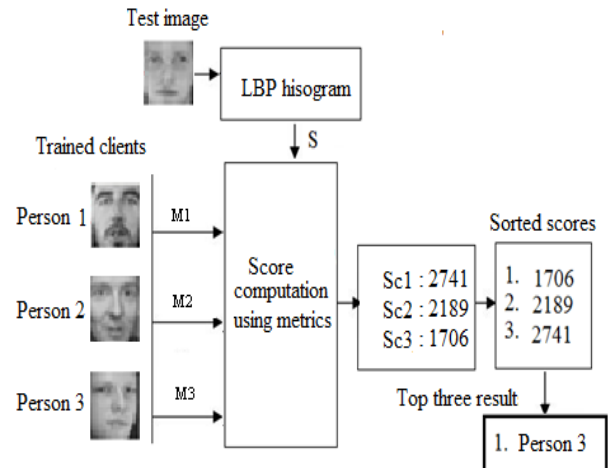 Test image
LBP hisogram
S
Trained clients
Person 1
M1
Person 2
M2
Person 3
M3
Score
computation
using metrics
Sc1 : 2741
Sc2 : 2189
Sc3 : 1706
Sorted scores
1. 1706
2. 2189
3. 2741
Top three result
1. Person 3